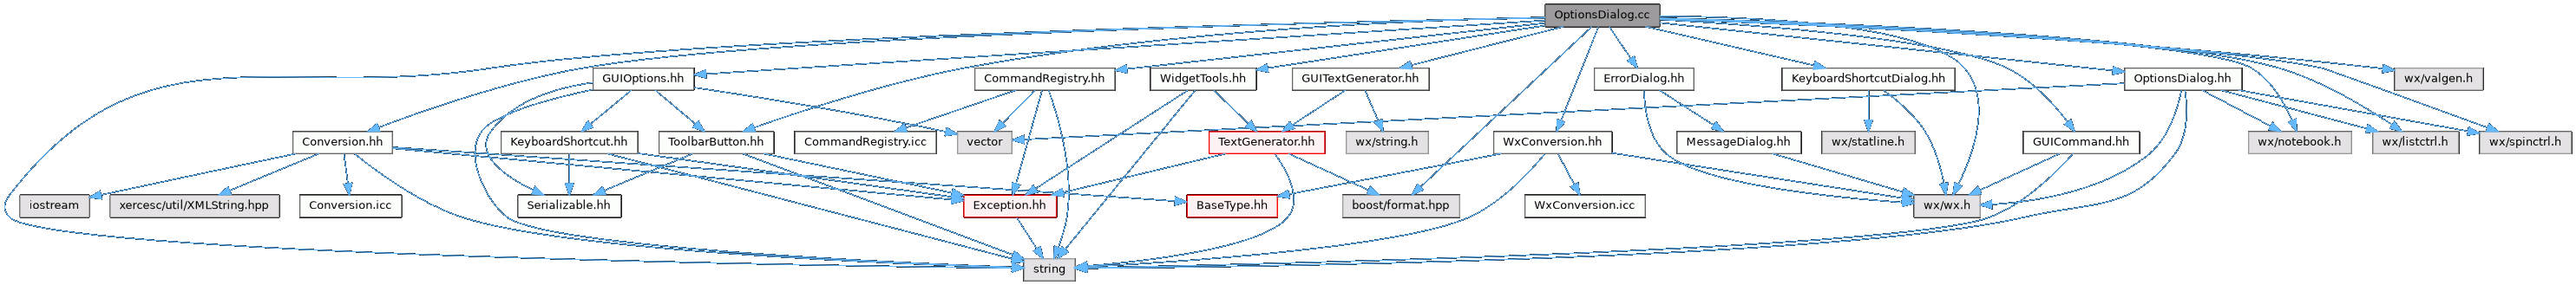 OptionsDialog.cc
GUIOptions.hh
CommandRegistry.hh
WidgetTools.hh
GUITextGenerator.hh
ErrorDialog.hh
KeyboardShortcutDialog.hh
OptionsDialog.hh
wx/valgen.h
Conversion.hh
KeyboardShortcut.hh
ToolbarButton.hh
CommandRegistry.icc
vector
TextGenerator.hh
wx/string.h
WxConversion.hh
MessageDialog.hh
wx/statline.h
GUICommand.hh
wx/notebook.h
wx/listctrl.h
wx/spinctrl.h
iostream
xercesc/util/XMLString.hpp
Conversion.icc
Serializable.hh
Exception.hh
BaseType.hh
boost/format.hpp
WxConversion.icc
wx/wx.h
string